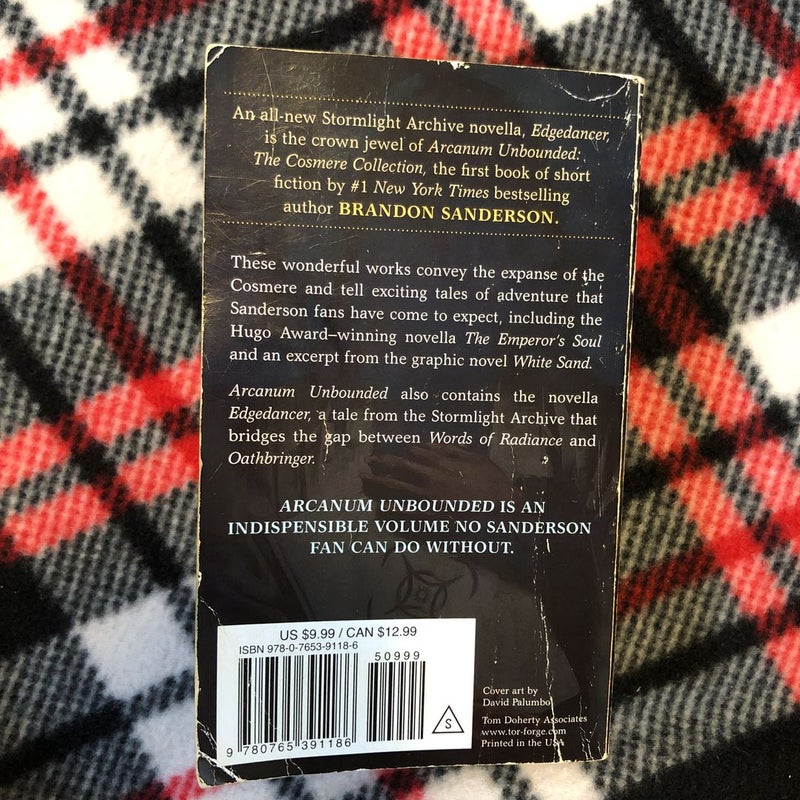 An all-new Stormlight Archive novella, Edgedancer,
is the crown jewel of Arcanum Unbounded:
The Cosmere Collection, the first book of short
fiction by #1 New York Times bestselling
author BRANDON SANDERSON.
These wonderful works convey the expanse of the
Cosmere and tell exciting tales of adventure that
Sanderson fans have come to expect, including the
Hugo Award–winning novella The Emperor's Soul
and an excerpt from the graphic novel White Sand.
Arcanum Unbounded also contains the novella
Edgedancer, a tale from the Stormlight Archive that
bridges the gap between Words of Radiance and
Oathbringer.
ARCANUM UNBOUNDED IS AN
INDISPENSIBLE VOLUME NO SANDERSON
FAN CAN DO WITHOUT.
US $9.99 / CAN $12.99
ISBN 978-0-7653-9118-6
50999
9 780765 391186
S
Cover art by
David Palumbo
Tom Doherty Associates
www.tor-forge.com
Printed in the USA